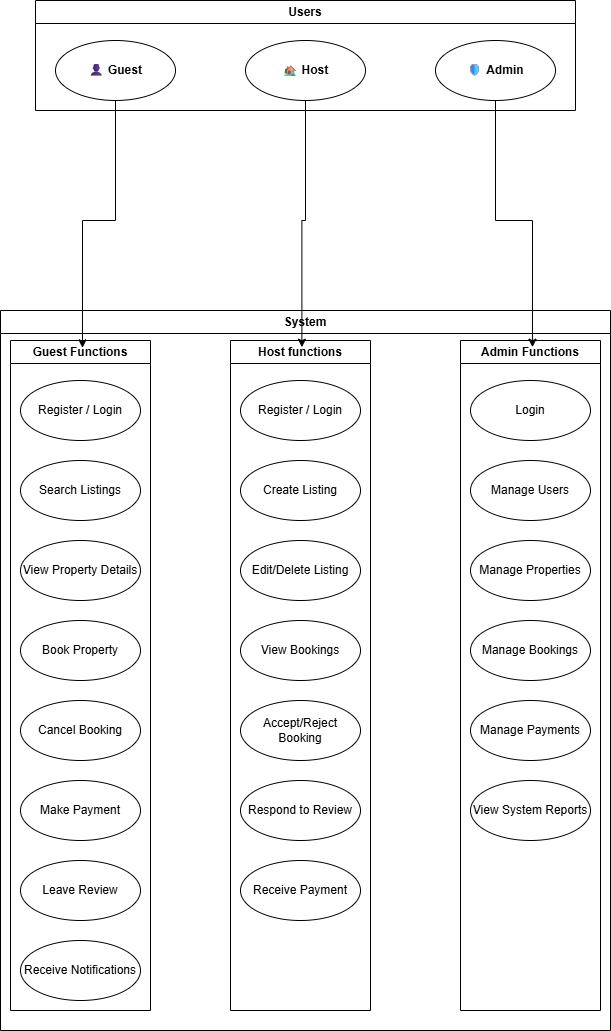 Users
Guest
Host
Admin
System
Guest Functions
Register / Login
Search Listings
View Property Details
Book Property
Cancel Booking
Make Payment
Leave Review
Receive Notifications
Host functions
Register / Login
Create Listing
Edit/Delete Listing
View Bookings
Accept/Reject
Booking
Respond to Review
Receive Payment
Admin Functions
Login
Manage Users
Manage Properties
Manage Bookings
Manage Payments
View System Reports